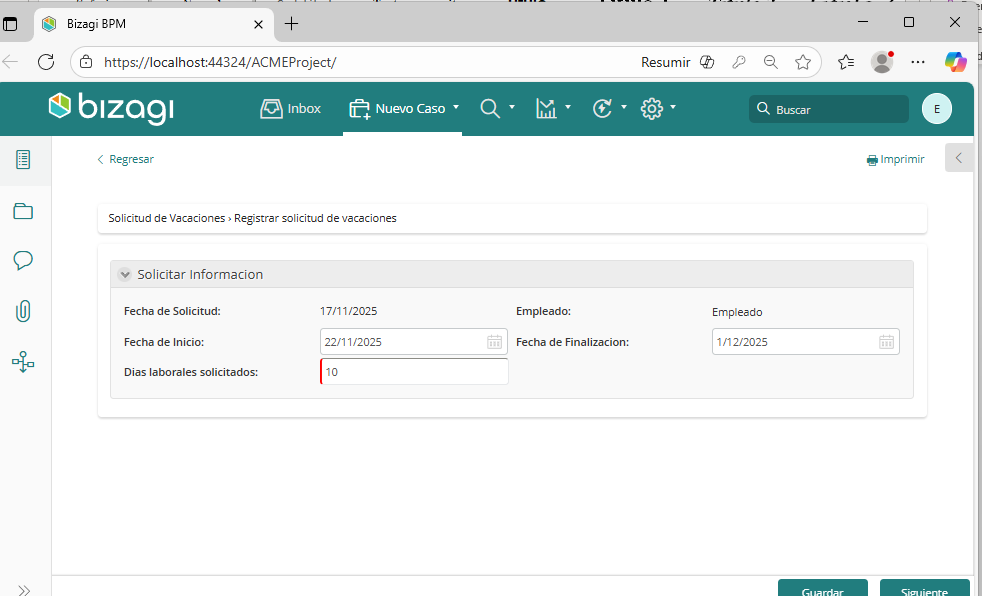 Bizagi BPM
https://localhost:44324/ACMEProject/
Resumir
bizagi
Inbox
Nuevo Caso
Buscar
E
Regresar
Imprimir
Solicitud de Vacaciones › Registrar solicitud de vacaciones
Solicitar Informacion
Fecha de Solicitud: 17/11/2025 Empleado: Empleado
Fecha de Inicio: 22/11/2025 Fecha de Finalizacion: 1/12/2025
Dias laborales solicitados: 10
Guardar
Siguiente